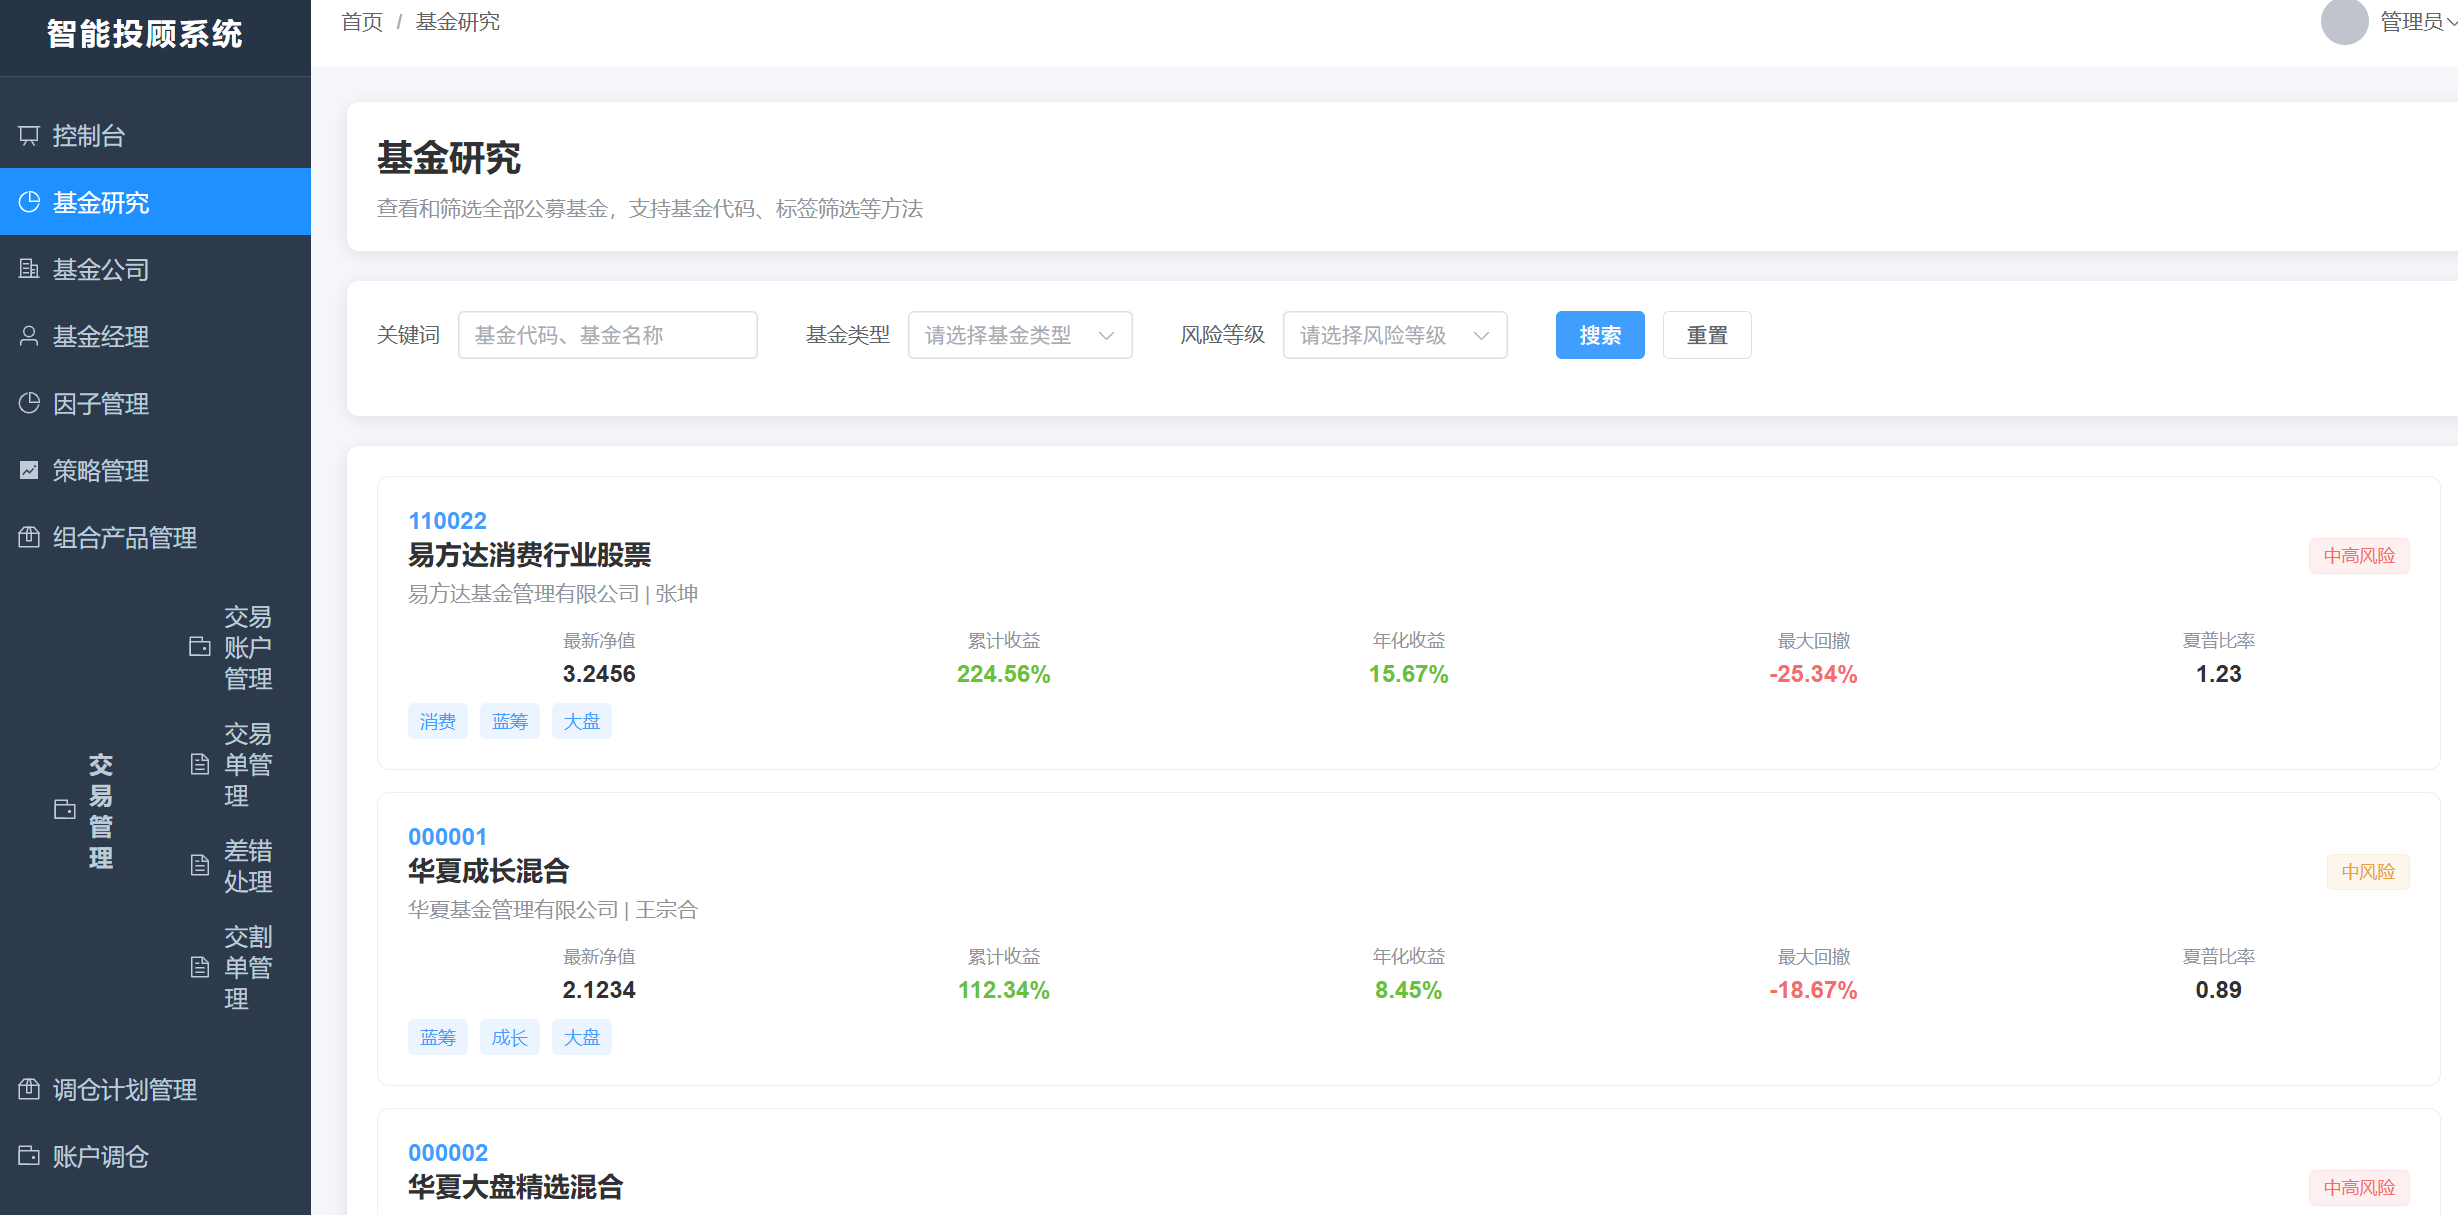 智能投顾系统
首页 / 基金研究
管理员
控制台
基金研究
基金公司
基金经理
因子管理
策略管理
组合产品管理
交易管理
交易账户管理
交易单管理
差错处理
交割单管理
调仓计划管理
账户调仓
基金研究
查看和筛选全部公募基金，支持基金代码、标签筛选等方法
关键词 基金代码、基金名称 基金类型 请选择基金类型 风险等级 请选择风险等级 搜索 重置
110022
易方达消费行业股票
中高风险
易方达基金管理有限公司 | 张坤
最新净值 累计收益 年化收益 最大回撤 夏普比率
3.2456 224.56% 15.67% -25.34% 1.23
消费 蓝筹 大盘
000001
华夏成长混合
中风险
华夏基金管理有限公司 | 王宗合
最新净值 累计收益 年化收益 最大回撤 夏普比率
2.1234 112.34% 8.45% -18.67% 0.89
蓝筹 成长 大盘
000002
华夏大盘精选混合
中高风险